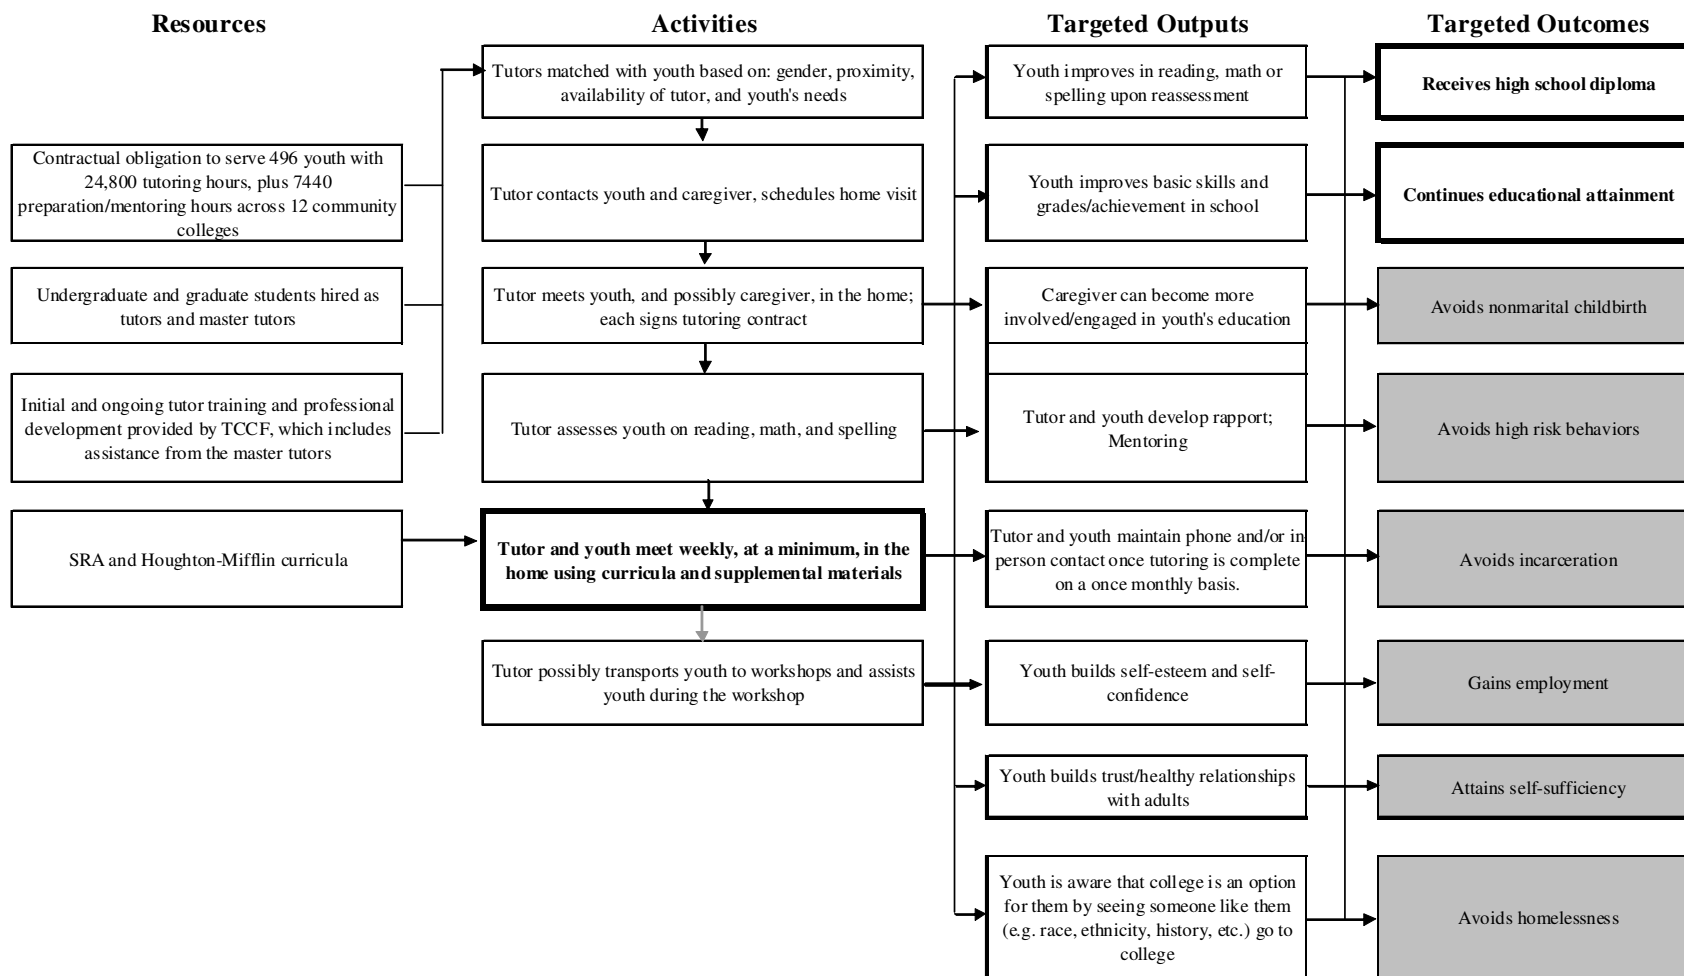 Resources
Activities
Targeted Outputs
Targeted Outcomes
Contractual obligation to serve 496 youth with
24,800 tutoring hours, plus 7440
preparation/mentoring hours across 12 community
colleges
Undergraduate and graduate students hired as
tutors and master tutors
Initial and ongoing tutor training and professional
development provided by TCCF, which includes
assistance from the master tutors
SRA and Houghton-Mifflin curricula
Tutors matched with youth based on: gender, proximity,
availability of tutor, and youth's needs
Tutor contacts youth and caregiver, schedules home visit
Tutor meets youth, and possibly caregiver, in the home;
each signs tutoring contract
Tutor assesses youth on reading, math, and spelling
Tutor and youth meet weekly, at a minimum, in the
home using curricula and supplemental materials
Tutor possibly transports youth to workshops and assists
youth during the workshop
Youth improves in reading, math or
spelling upon reassessment
Youth improves basic skills and
grades/achievement in school
Caregiver can become more
involved/engaged in youth's education
Tutor and youth develop rapport;
Mentoring
Tutor and youth maintain phone and/or in-
person contact once tutoring is complete
on a once monthly basis.
Youth builds self-esteem and self-
confidence
Youth builds trust/healthy relationships
with adults
Youth is aware that college is an option
for them by seeing someone like them
(e.g. race, ethnicity, history, etc.) go to
college
Receives high school diploma
Continues educational attainment
Avoids nonmarital childbirth
Avoids high risk behaviors
Avoids incarceration
Gains employment
Attains self-sufficiency
Avoids homelessness